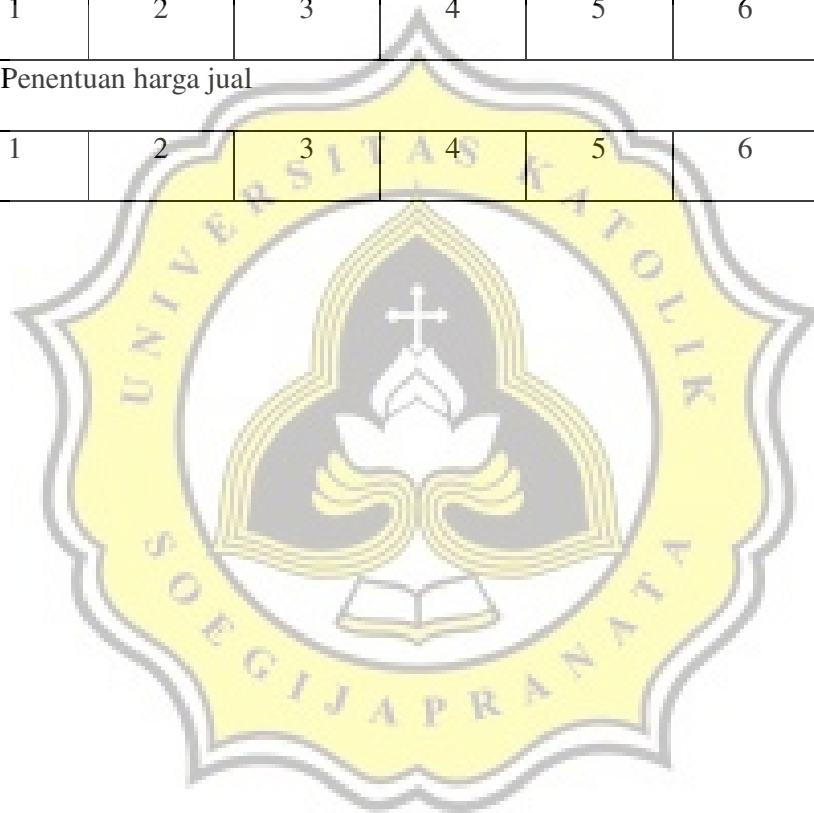 1 2 3 4 5 6
Penentuan harga jual
1 2 3 4 5 6
UNIVERSITAS KATOLIK
SOEGIJAPRANATA